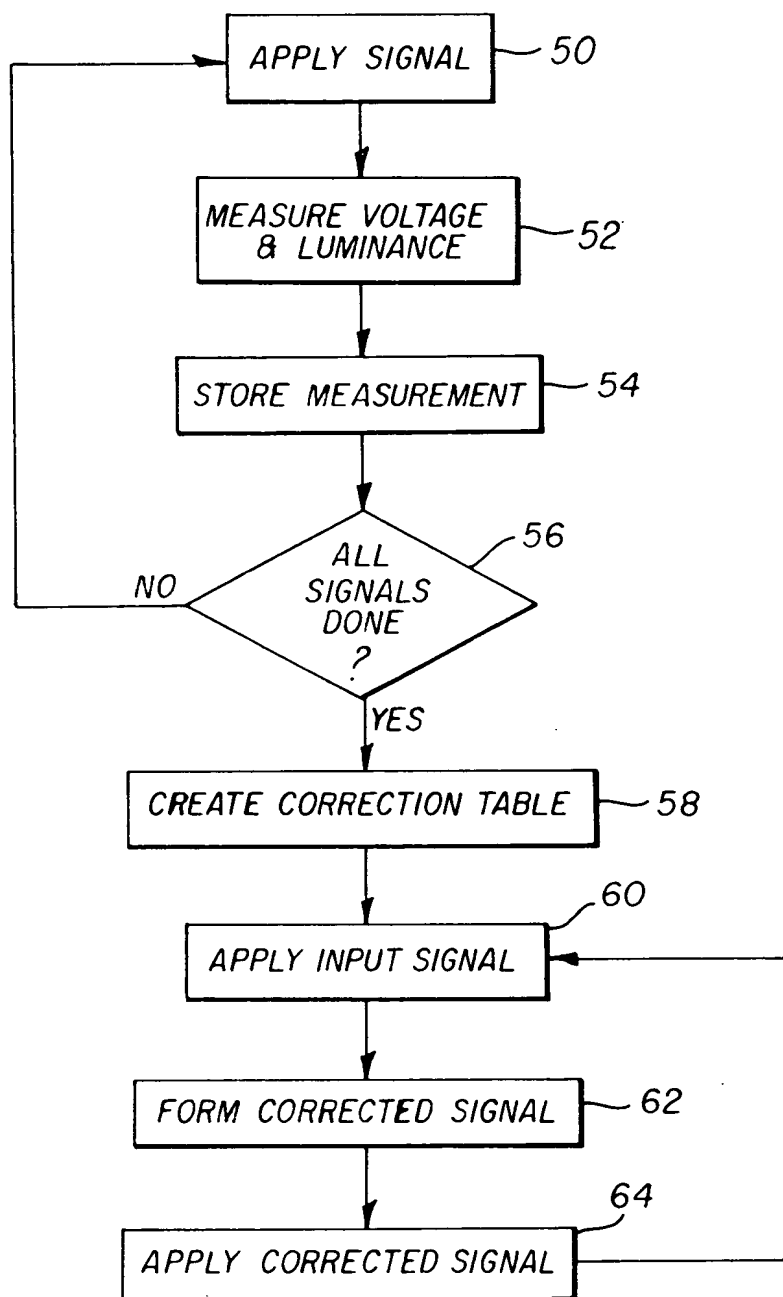 APPLY SIGNAL
50
MEASURE VOLTAGE
& LUMINANCE
52
STORE MEASUREMENT
54
56
ALL
SIGNALS
DONE
?
NO
YES
CREATE CORRECTION TABLE
58
60
APPLY INPUT SIGNAL
FORM CORRECTED SIGNAL
62
64
APPLY CORRECTED SIGNAL